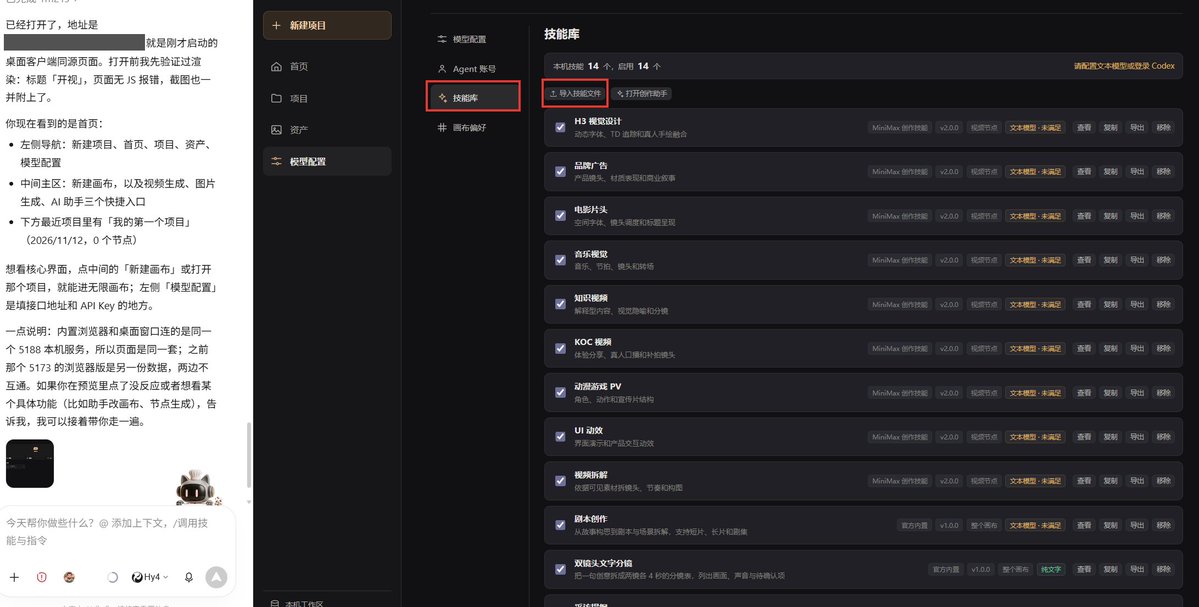 已经打开了，地址是
就是刚才启动的
桌面客户端同源页面。打开前我先验证过渲
染：标题「开视」，页面无 JS 报错，截图也一
并附上了。
你现在看到的是首页：
• 左侧导航：新建项目、首页、项目、资产、
模型配置
• 中间主区：新建画布，以及视频生成、图片
生成、AI 助手三个快捷入口
• 下方最近项目里有「我的第一个项目」
（2026/11/12，0 个节点）
想看核心界面，点中间的「新建画布」或打开
那个项目，就能进无限画布；左侧「模型配置」
是填接口地址和 API Key 的地方。
一点说明：内置浏览器和桌面窗口连的是同一
个 5188 本机服务，所以页面是同一套；之前
那个 5173 的浏览器版是另一份数据，两边不
互通。如果你在预览里点了没反应或者想看某
个具体功能（比如助手改画布、节点生成），告
诉我，我可以接着带你走一遍。
今天帮你做些什么？@ 添加上下文，/调用技
能与指令
Hy4
新建项目
首页
项目
资产
模型配置
本机工作区
模型配置
Agent 账号
技能库
画布偏好
技能库
本机技能 14 个，启用 14 个
请配置文本模型或登录 Codex
导入技能文件 打开创作助手
H3 视觉设计
动态字体、TD 追踪和真人手绘融合
MiniMax 创作技能 v2.0.0 视频节点 文本模型 · 未满足 查看 复制 导出 移除
品牌广告
产品镜头、材质表现和商业叙事
MiniMax 创作技能 v2.0.0 视频节点 文本模型 · 未满足 查看 复制 导出 移除
电影片头
空间字体、镜头调度和标题呈现
MiniMax 创作技能 v2.0.0 视频节点 文本模型 · 未满足 查看 复制 导出 移除
音乐视觉
音乐、节拍、镜头和转场
MiniMax 创作技能 v2.0.0 视频节点 文本模型 · 未满足 查看 复制 导出 移除
知识视频
解释型内容、视觉隐喻和分镜
MiniMax 创作技能 v2.0.0 视频节点 文本模型 · 未满足 查看 复制 导出 移除
KOC 视频
体验分享、真人口播和补拍镜头
MiniMax 创作技能 v2.0.0 视频节点 文本模型 · 未满足 查看 复制 导出 移除
动漫游戏 PV
角色、动作和宣传片结构
MiniMax 创作技能 v2.0.0 视频节点 文本模型 · 未满足 查看 复制 导出 移除
UI 动效
界面演示和产品交互动效
MiniMax 创作技能 v2.0.0 视频节点 文本模型 · 未满足 查看 复制 导出 移除
视频拆解
依据可见素材拆镜头、节奏和构图
MiniMax 创作技能 v2.0.0 视频节点 文本模型 · 未满足 查看 复制 导出 移除
剧本创作
从故事构思到剧本与场景拆解，支持短片、长片和剧集
官方内置 v1.0.0 整个画布 文本模型 · 未满足 查看 复制 导出 移除
双镜头文字分镜
把一句创意拆成两镜各 4 秒的分镜表，列出画面、声音与待确认项
官方内置 v1.0.0 整个画布 纯文字 查看 复制 导出 移除